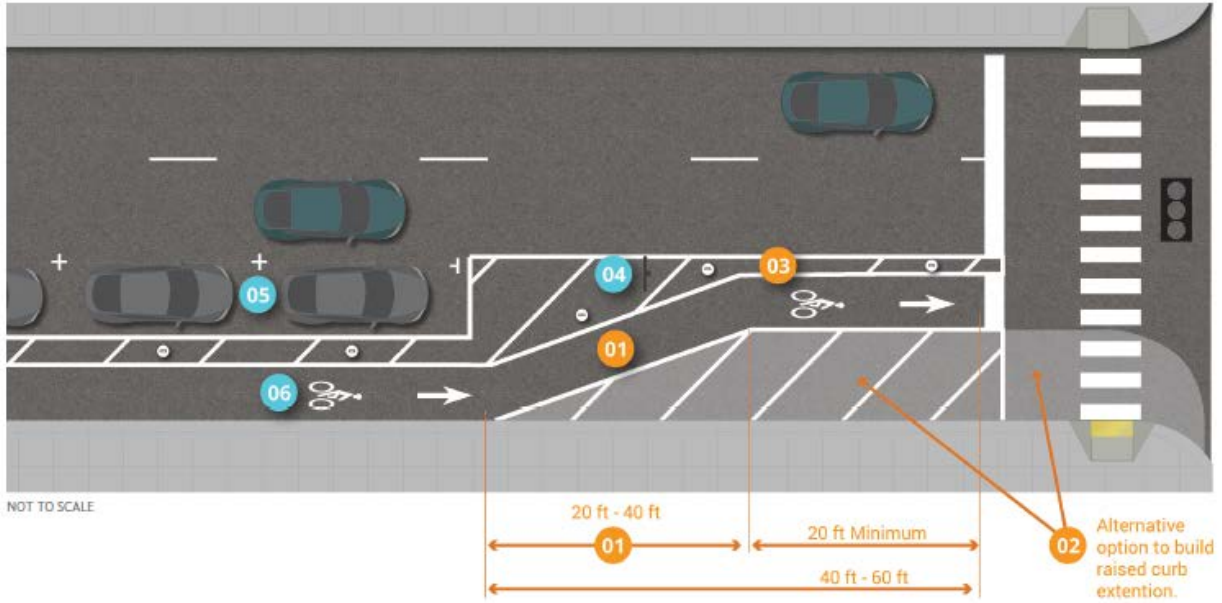 04
03
05
01
06
NOT TO SCALE
20 ft - 40 ft
01
20 ft Minimum
40 ft - 60 ft
02
Alternative
option to build
raised curb
extention.